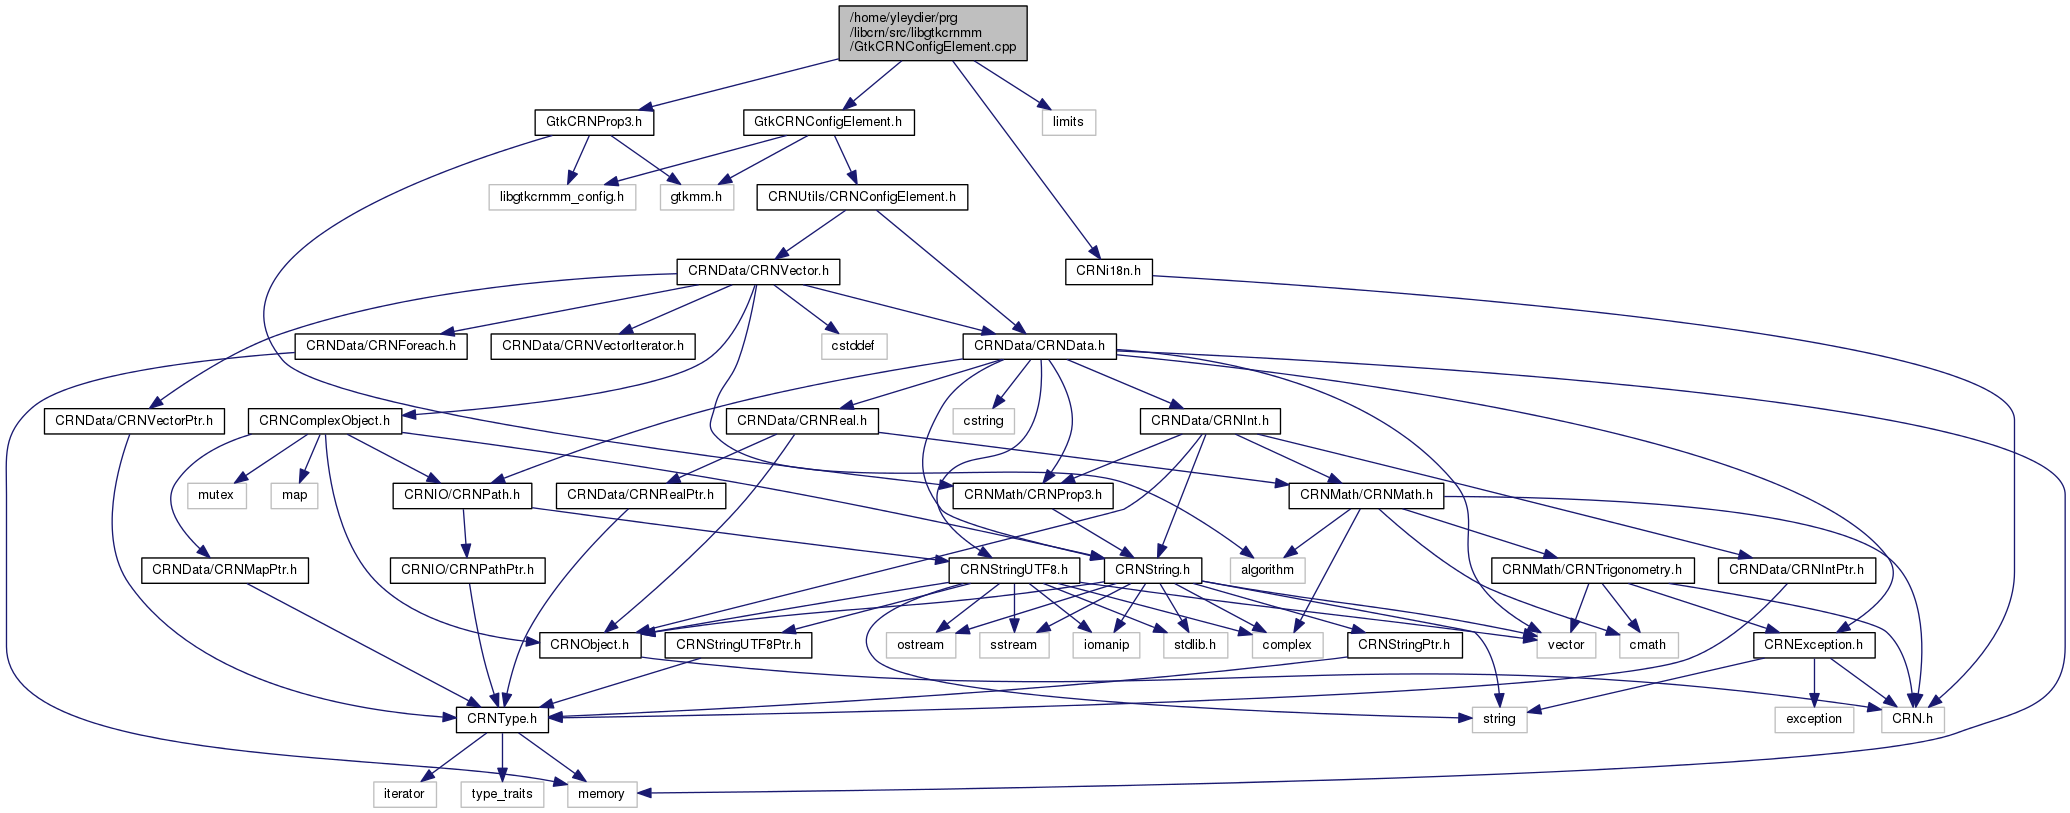 /home/yleydier/prg
/libcrn/src/libgtkcrnmm
/GtkCRNConfigElement.cpp
GtkCRNProp3.h
GtkCRNConfigElement.h
limits
libgtkcrnmm_config.h
gtkmm.h
CRNUtils/CRNConfigElement.h
CRNData/CRNVector.h
CRNi18n.h
CRNData/CRNForeach.h
CRNData/CRNVectorIterator.h
cstddef
CRNData/CRNData.h
CRNData/CRNVectorPtr.h
CRNComplexObject.h
CRNData/CRNReal.h
cstring
CRNData/CRNInt.h
mutex
map
CRNIO/CRNPath.h
CRNData/CRNRealPtr.h
CRNMath/CRNProp3.h
CRNMath/CRNMath.h
CRNData/CRNMapPtr.h
CRNIO/CRNPathPtr.h
CRNStringUTF8.h
CRNString.h
algorithm
CRNMath/CRNTrigonometry.h
CRNData/CRNIntPtr.h
CRNObject.h
CRNStringUTF8Ptr.h
ostream
sstream
iomanip
stdlib.h
complex
CRNStringPtr.h
vector
cmath
CRNException.h
CRNType.h
string
exception
CRN.h
iterator
type_traits
memory